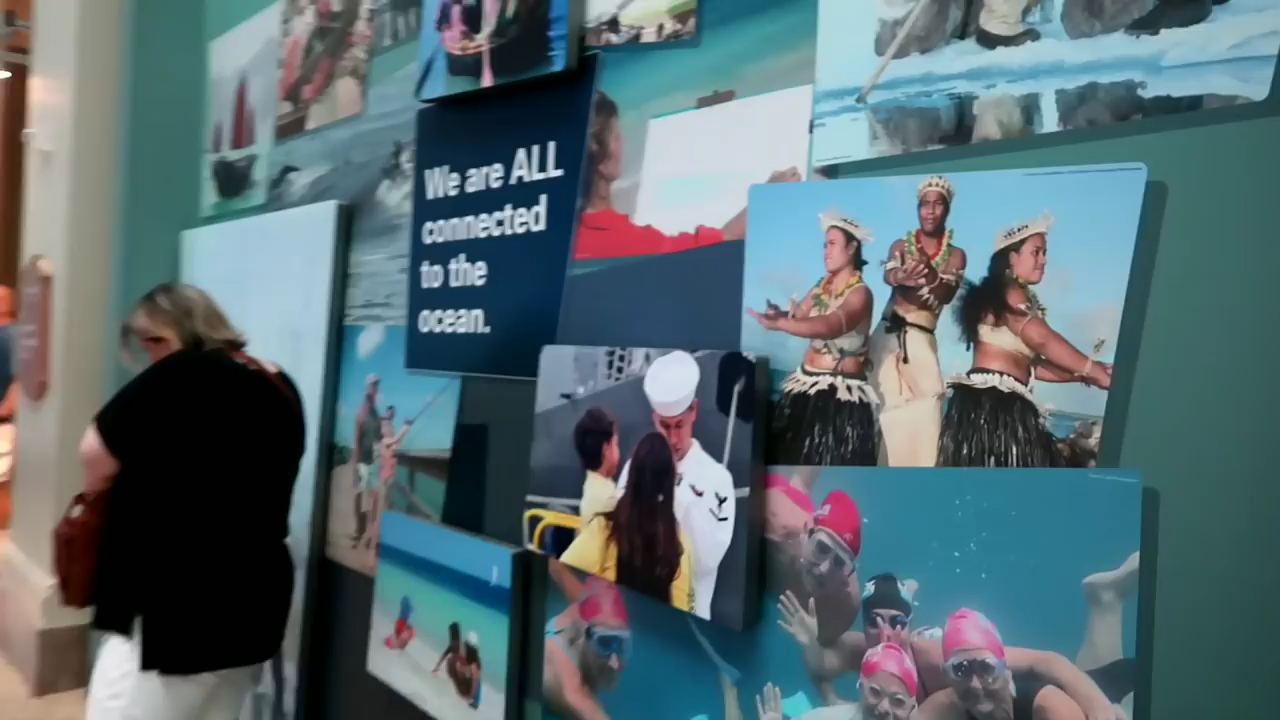 We are ALL
connected
to the
ocean.